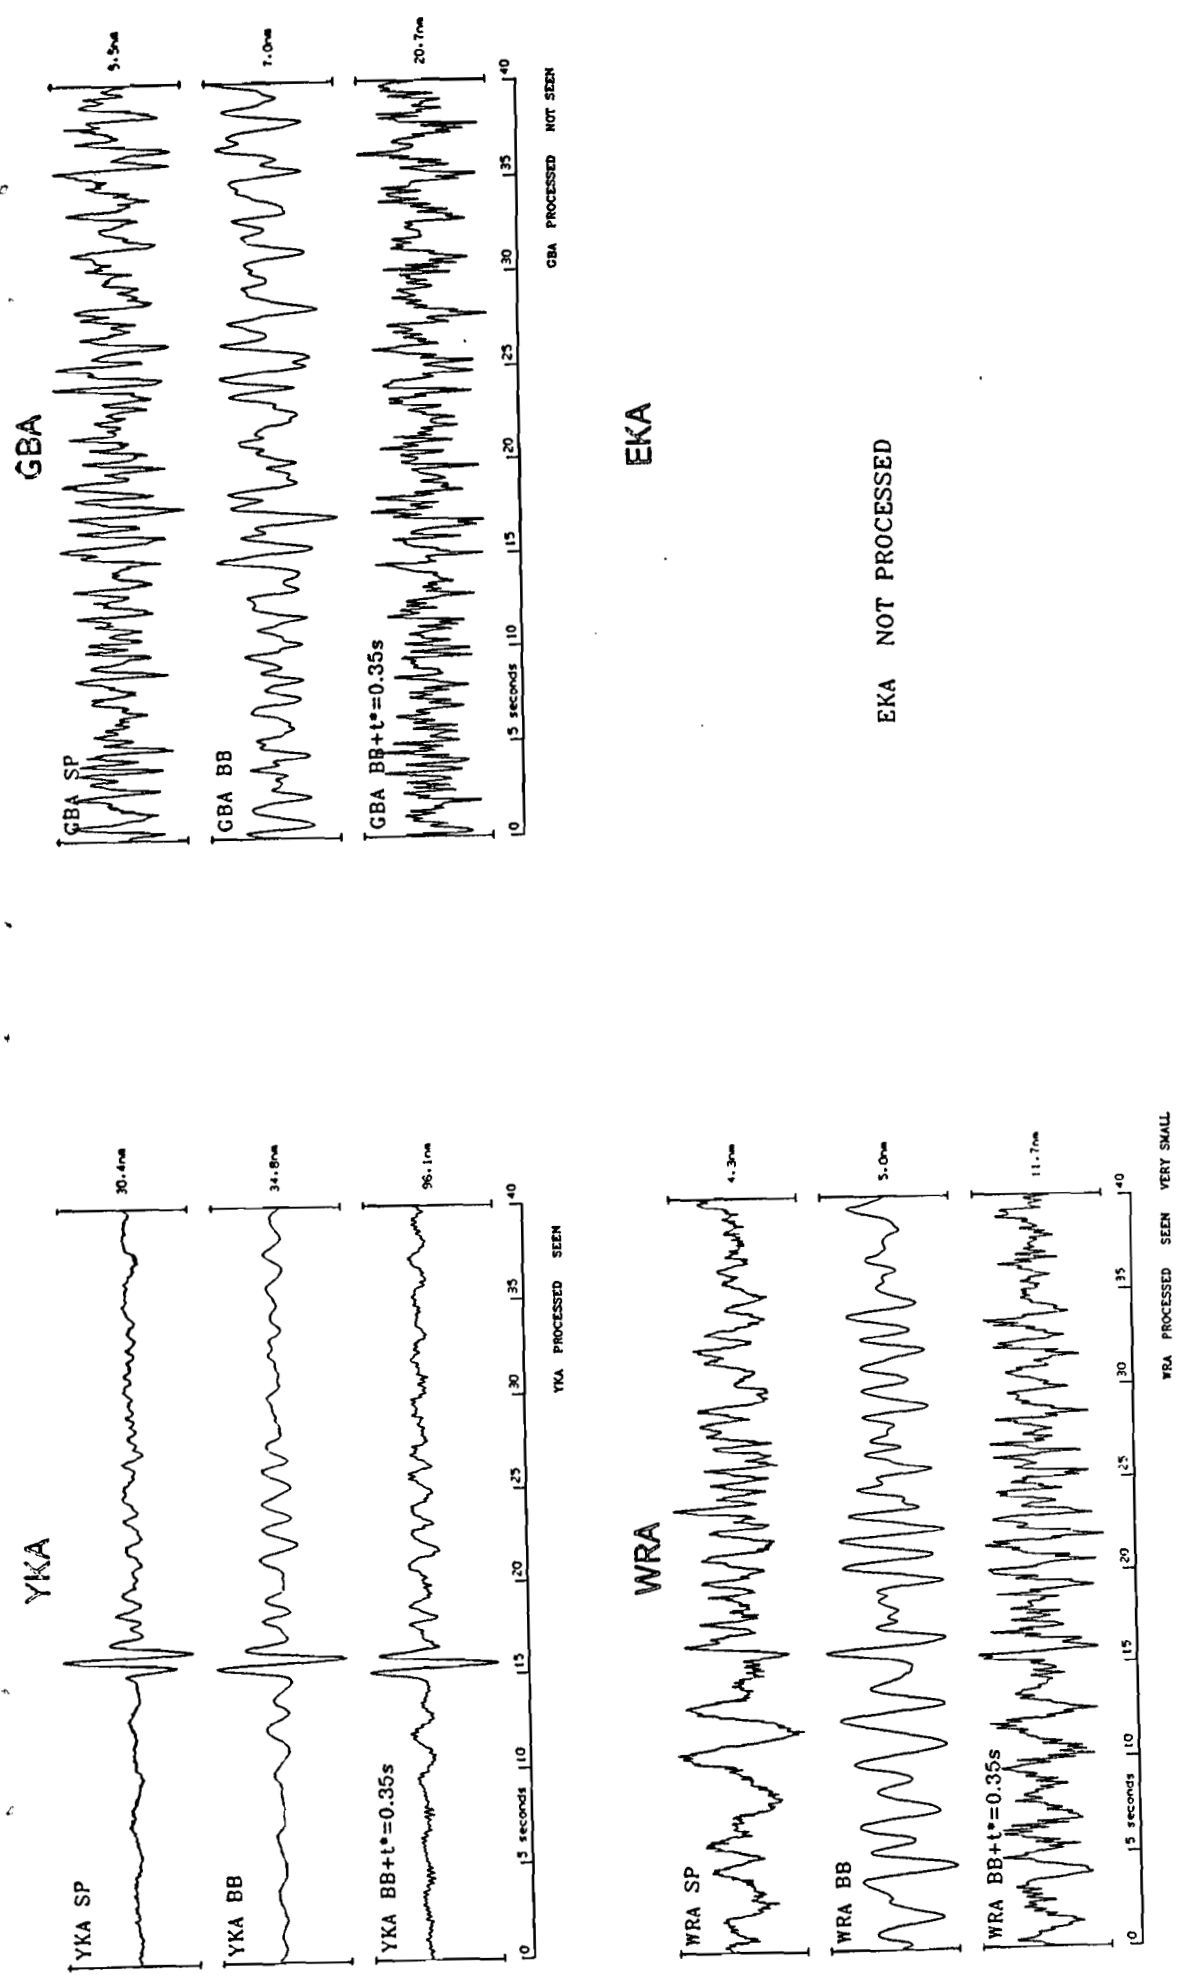 YKA
YKA SP
30.4nm
YKA BB
34.8nm
YKA BB+t*=0.35s
96.1nm
0 5 seconds 10 15 20 25 30 35 40
YKA PROCESSED SEEN
GBA
GBA SP
9.5nm
GBA BB
7.0nm
GBA BB+t*=0.35s
20.7nm
0 5 seconds 10 15 20 25 30 35 40
GBA PROCESSED NOT SEEN
WRA
WRA SP
4.3nm
WRA BB
5.0nm
WRA BB+t*=0.35s
11.7nm
0 5 seconds 10 15 20 25 30 35 40
WRA PROCESSED SEEN VERY SMALL
EKA
EKA NOT PROCESSED